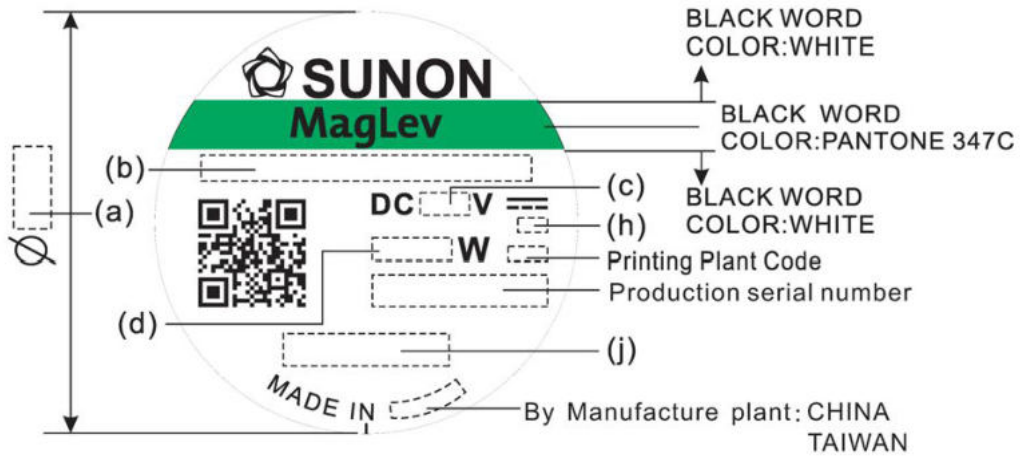 BLACK WORD
COLOR:WHITE
SUNON
MagLev
BLACK WORD
COLOR:PANTONE 347C
(b)
(c)
BLACK WORD
COLOR:WHITE
(a)
DC V
(h)
Ø
W
Printing Plant Code
Production serial number
(d)
(j)
MADE IN
By Manufacture plant: CHINA
TAIWAN